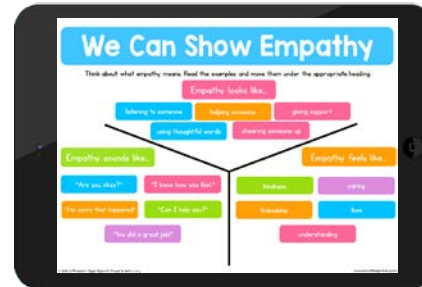 We Can Show Empathy
Think about what empathy means. Read the examples and move them under the appropriate heading.
Empathy looks like...
listening to someone helping someone giving support
using thoughtful words cheering someone up
Empathy sounds like...
"Are you okay?" "I know how you feel."
"I'm sorry that happened." "Can I help you?"
"You did a great job!"
Empathy feels like...
kindness caring
friendship love
understanding